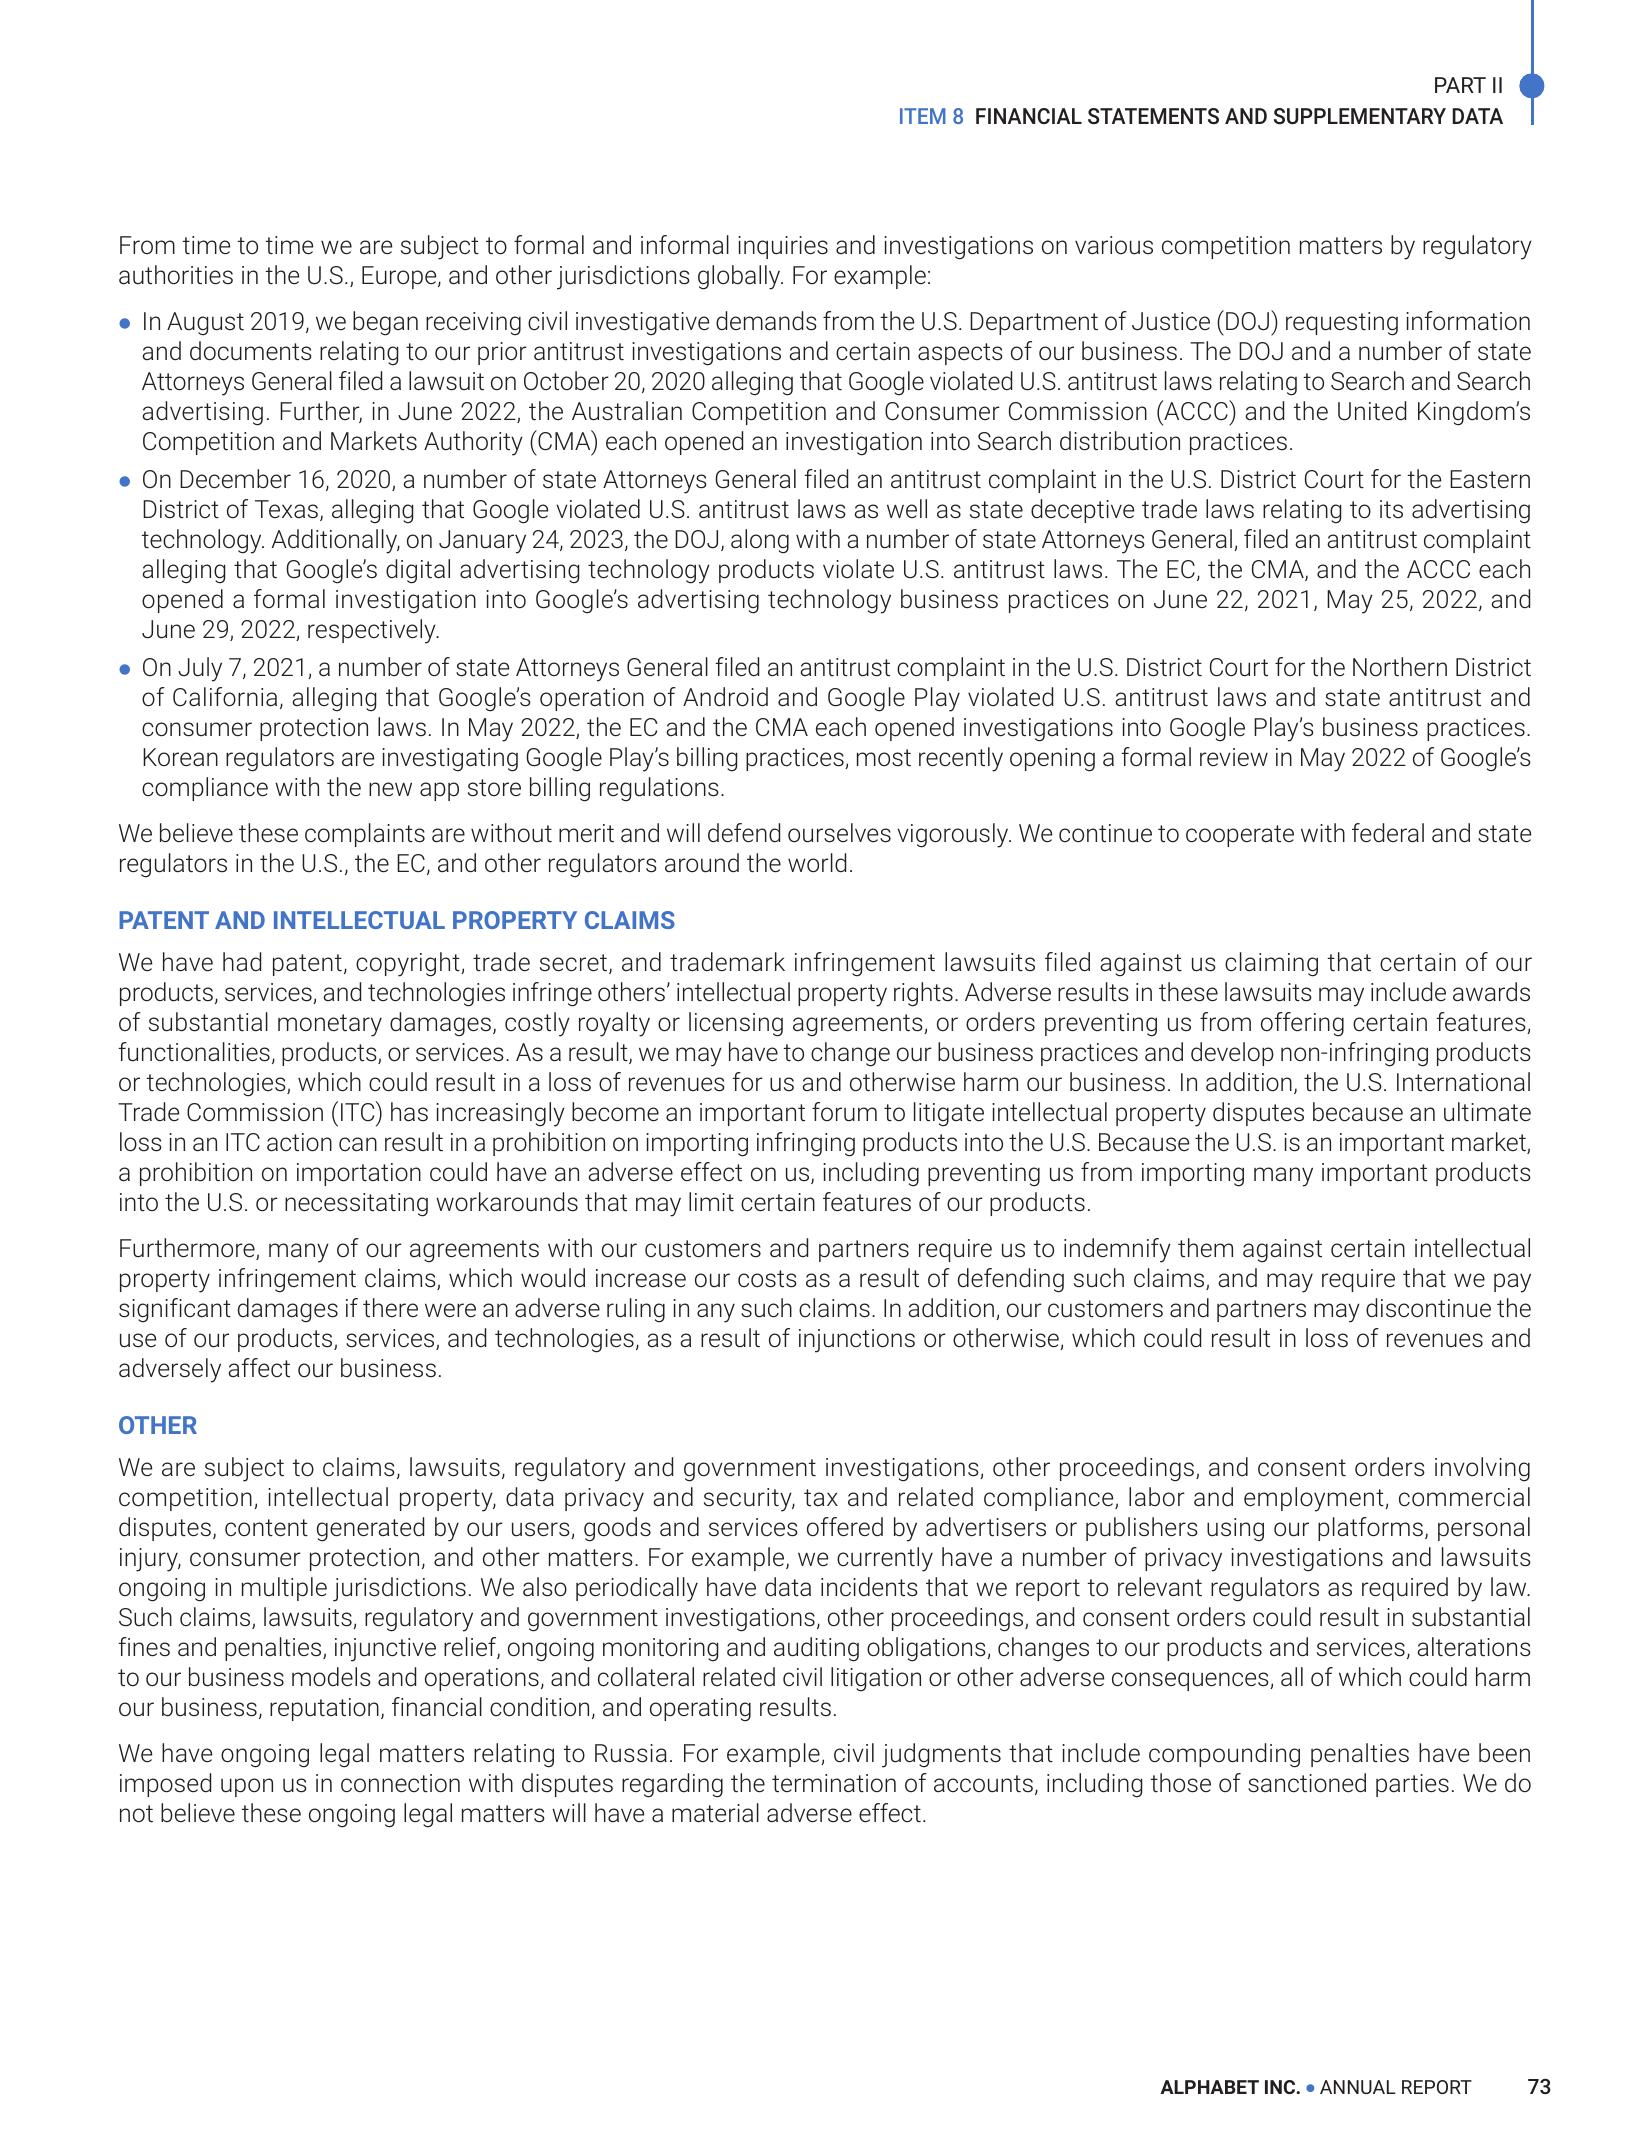 PART II
ITEM 8 FINANCIAL STATEMENTS AND SUPPLEMENTARY DATA
From time to time we are subject to formal and informal inquiries and investigations on various competition matters by regulatory
authorities in the U.S., Europe, and other jurisdictions globally. For example:
● In August 2019, we began receiving civil investigative demands from the U.S. Department of Justice (DOJ) requesting information
and documents relating to our prior antitrust investigations and certain aspects of our business. The DOJ and a number of state
Attorneys General filed a lawsuit on October 20, 2020 alleging that Google violated U.S. antitrust laws relating to Search and Search
advertising. Further, in June 2022, the Australian Competition and Consumer Commission (ACCC) and the United Kingdom’s
Competition and Markets Authority (CMA) each opened an investigation into Search distribution practices.
● On December 16, 2020, a number of state Attorneys General filed an antitrust complaint in the U.S. District Court for the Eastern
District of Texas, alleging that Google violated U.S. antitrust laws as well as state deceptive trade laws relating to its advertising
technology. Additionally, on January 24, 2023, the DOJ, along with a number of state Attorneys General, filed an antitrust complaint
alleging that Google’s digital advertising technology products violate U.S. antitrust laws. The EC, the CMA, and the ACCC each
opened a formal investigation into Google’s advertising technology business practices on June 22, 2021, May 25, 2022, and
June 29, 2022, respectively.
● On July 7, 2021, a number of state Attorneys General filed an antitrust complaint in the U.S. District Court for the Northern District
of California, alleging that Google’s operation of Android and Google Play violated U.S. antitrust laws and state antitrust and
consumer protection laws. In May 2022, the EC and the CMA each opened investigations into Google Play’s business practices.
Korean regulators are investigating Google Play’s billing practices, most recently opening a formal review in May 2022 of Google’s
compliance with the new app store billing regulations.
We believe these complaints are without merit and will defend ourselves vigorously. We continue to cooperate with federal and state
regulators in the U.S., the EC, and other regulators around the world.
PATENT AND INTELLECTUAL PROPERTY CLAIMS
We have had patent, copyright, trade secret, and trademark infringement lawsuits filed against us claiming that certain of our
products, services, and technologies infringe others’ intellectual property rights. Adverse results in these lawsuits may include awards
of substantial monetary damages, costly royalty or licensing agreements, or orders preventing us from offering certain features,
functionalities, products, or services. As a result, we may have to change our business practices and develop non-infringing products
or technologies, which could result in a loss of revenues for us and otherwise harm our business. In addition, the U.S. International
Trade Commission (ITC) has increasingly become an important forum to litigate intellectual property disputes because an ultimate
loss in an ITC action can result in a prohibition on importing infringing products into the U.S. Because the U.S. is an important market,
a prohibition on importation could have an adverse effect on us, including preventing us from importing many important products
into the U.S. or necessitating workarounds that may limit certain features of our products.
Furthermore, many of our agreements with our customers and partners require us to indemnify them against certain intellectual
property infringement claims, which would increase our costs as a result of defending such claims, and may require that we pay
significant damages if there were an adverse ruling in any such claims. In addition, our customers and partners may discontinue the
use of our products, services, and technologies, as a result of injunctions or otherwise, which could result in loss of revenues and
adversely affect our business.
OTHER
We are subject to claims, lawsuits, regulatory and government investigations, other proceedings, and consent orders involving
competition, intellectual property, data privacy and security, tax and related compliance, labor and employment, commercial
disputes, content generated by our users, goods and services offered by advertisers or publishers using our platforms, personal
injury, consumer protection, and other matters. For example, we currently have a number of privacy investigations and lawsuits
ongoing in multiple jurisdictions. We also periodically have data incidents that we report to relevant regulators as required by law.
Such claims, lawsuits, regulatory and government investigations, other proceedings, and consent orders could result in substantial
fines and penalties, injunctive relief, ongoing monitoring and auditing obligations, changes to our products and services, alterations
to our business models and operations, and collateral related civil litigation or other adverse consequences, all of which could harm
our business, reputation, financial condition, and operating results.
We have ongoing legal matters relating to Russia. For example, civil judgments that include compounding penalties have been
imposed upon us in connection with disputes regarding the termination of accounts, including those of sanctioned parties. We do
not believe these ongoing legal matters will have a material adverse effect.
ALPHABET INC. ● ANNUAL REPORT 73